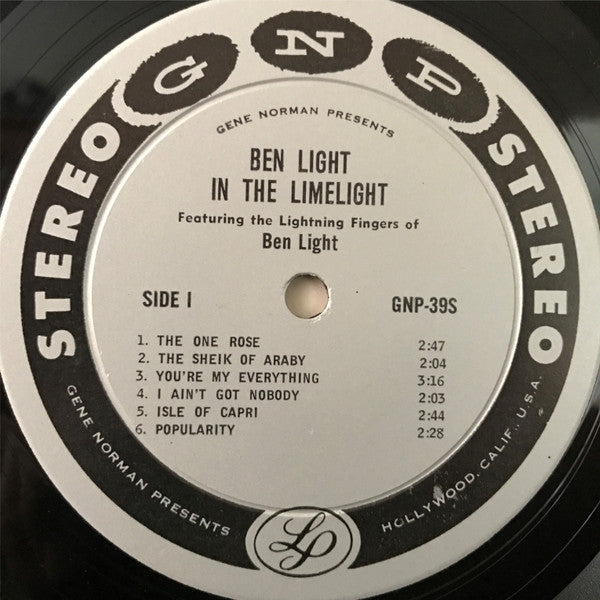 G N P
STEREO
STEREO
GENE NORMAN PRESENTS
BEN LIGHT
IN THE LIMELIGHT
Featuring the Lightning Fingers of
Ben Light
SIDE I
GNP-39S
1. THE ONE ROSE 2:47
2. THE SHEIK OF ARABY 2:04
3. YOU'RE MY EVERYTHING 3:16
4. I AIN'T GOT NOBODY 2:03
5. ISLE OF CAPRI 2:44
6. POPULARITY 2:28
GENE NORMAN PRESENTS
LP
HOLLYWOOD, CALIF., U.S.A.